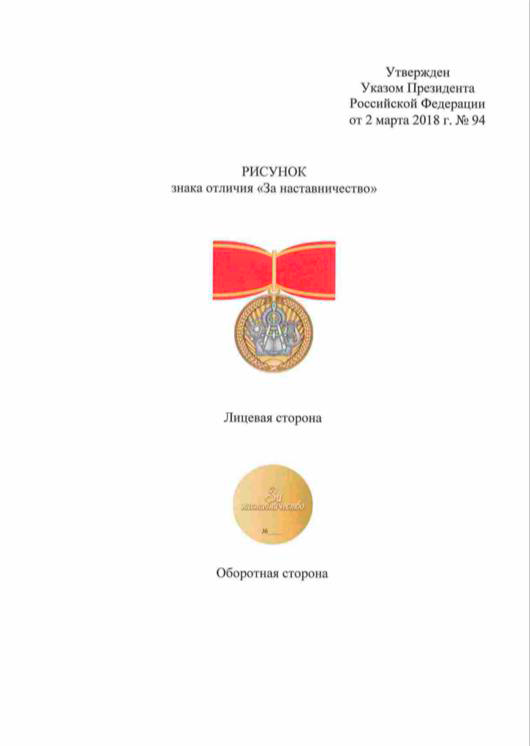 Утвержден
Указом Президента
Российской Федерации
от 2 марта 2018 г. № 94
РИСУНОК
знака отличия «За наставничество»
Лицевая сторона
За
наставничество
№
Оборотная сторона